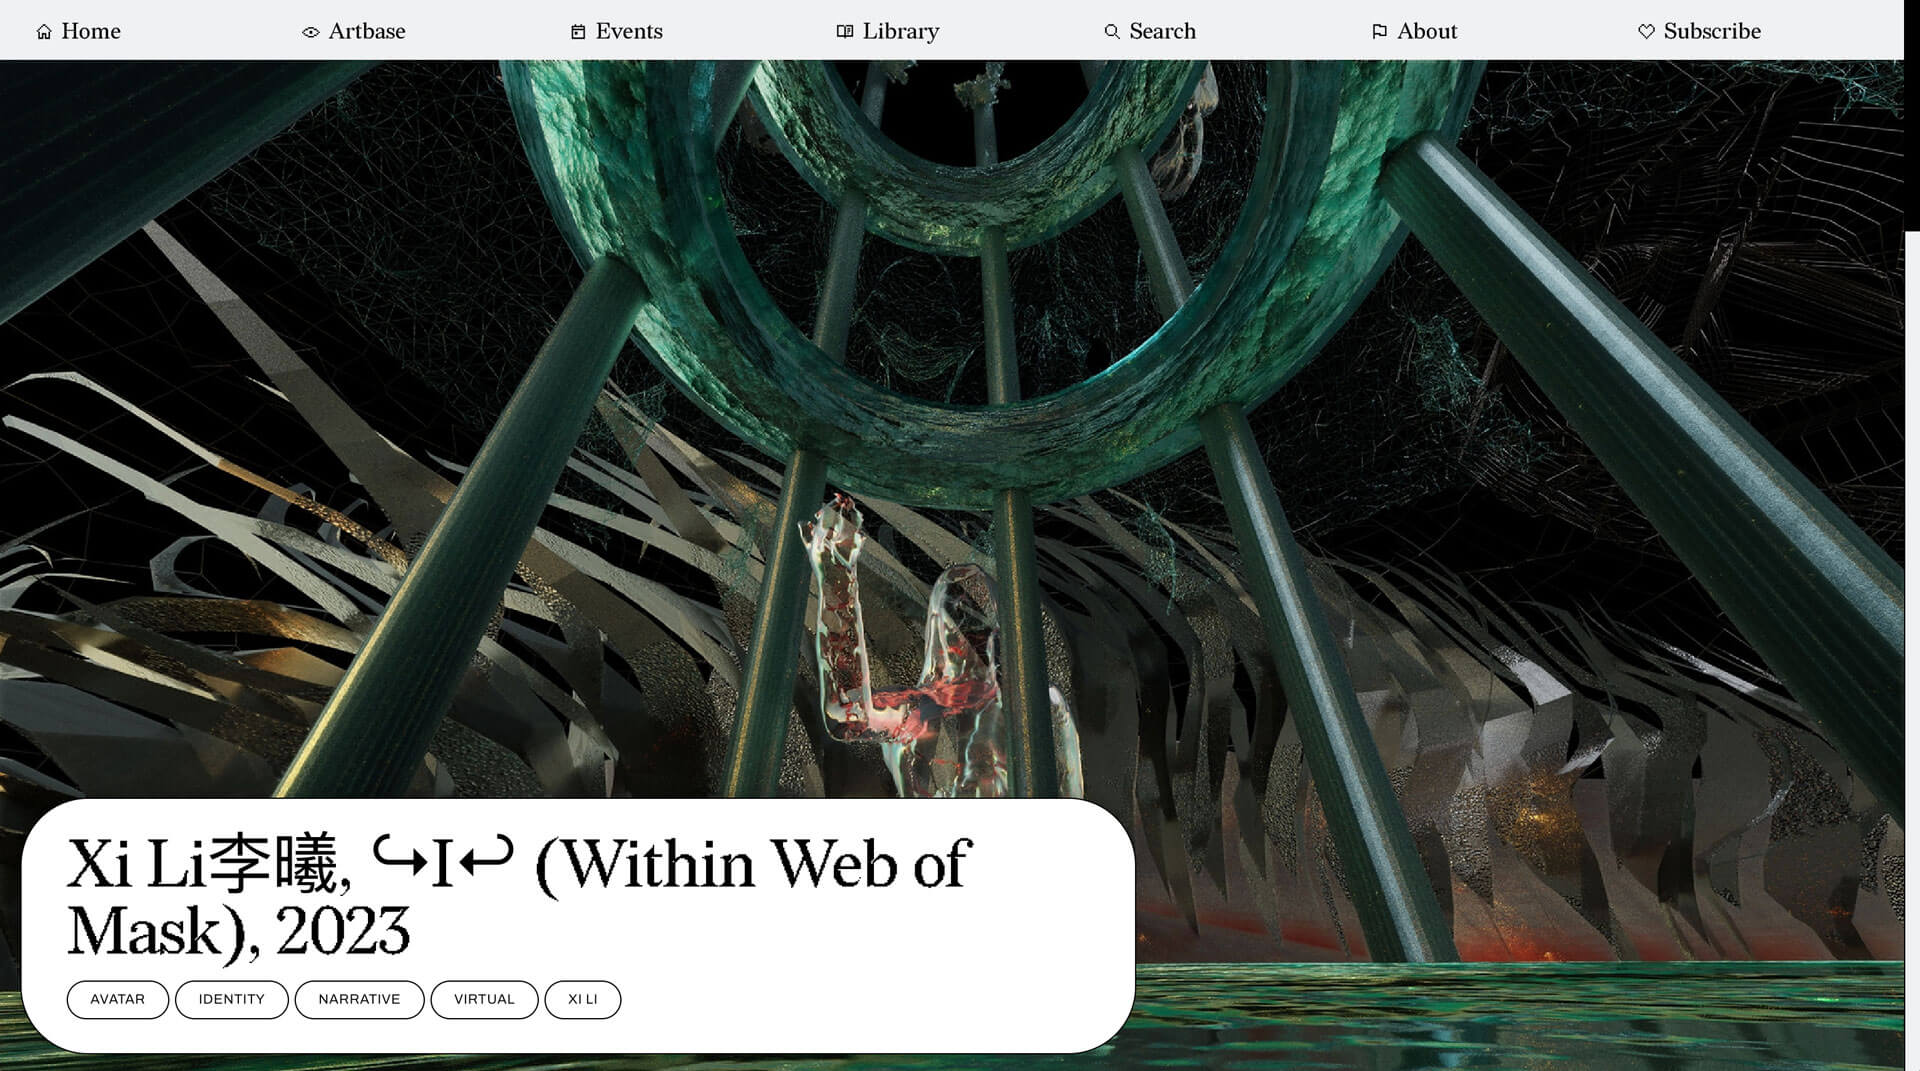 Home Artbase Events Library Search About Subscribe
Xi Li李曦, ↪I↩ (Within Web of
Mask), 2023
AVATAR IDENTITY NARRATIVE VIRTUAL XI LI